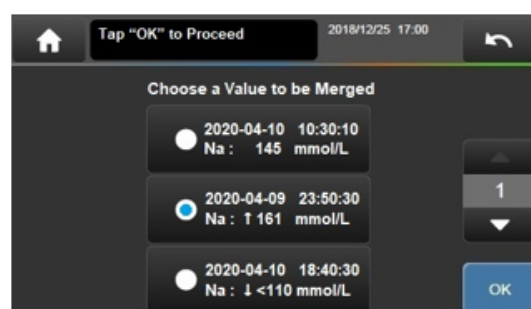 Tap “OK” to Proceed
2018/12/25 17:00
Choose a Value to be Merged
2020-04-10 10:30:10
Na : 145 mmol/L
2020-04-09 23:50:30
Na : ↑161 mmol/L
1
2020-04-10 18:40:30
Na : ↓<110 mmol/L
OK